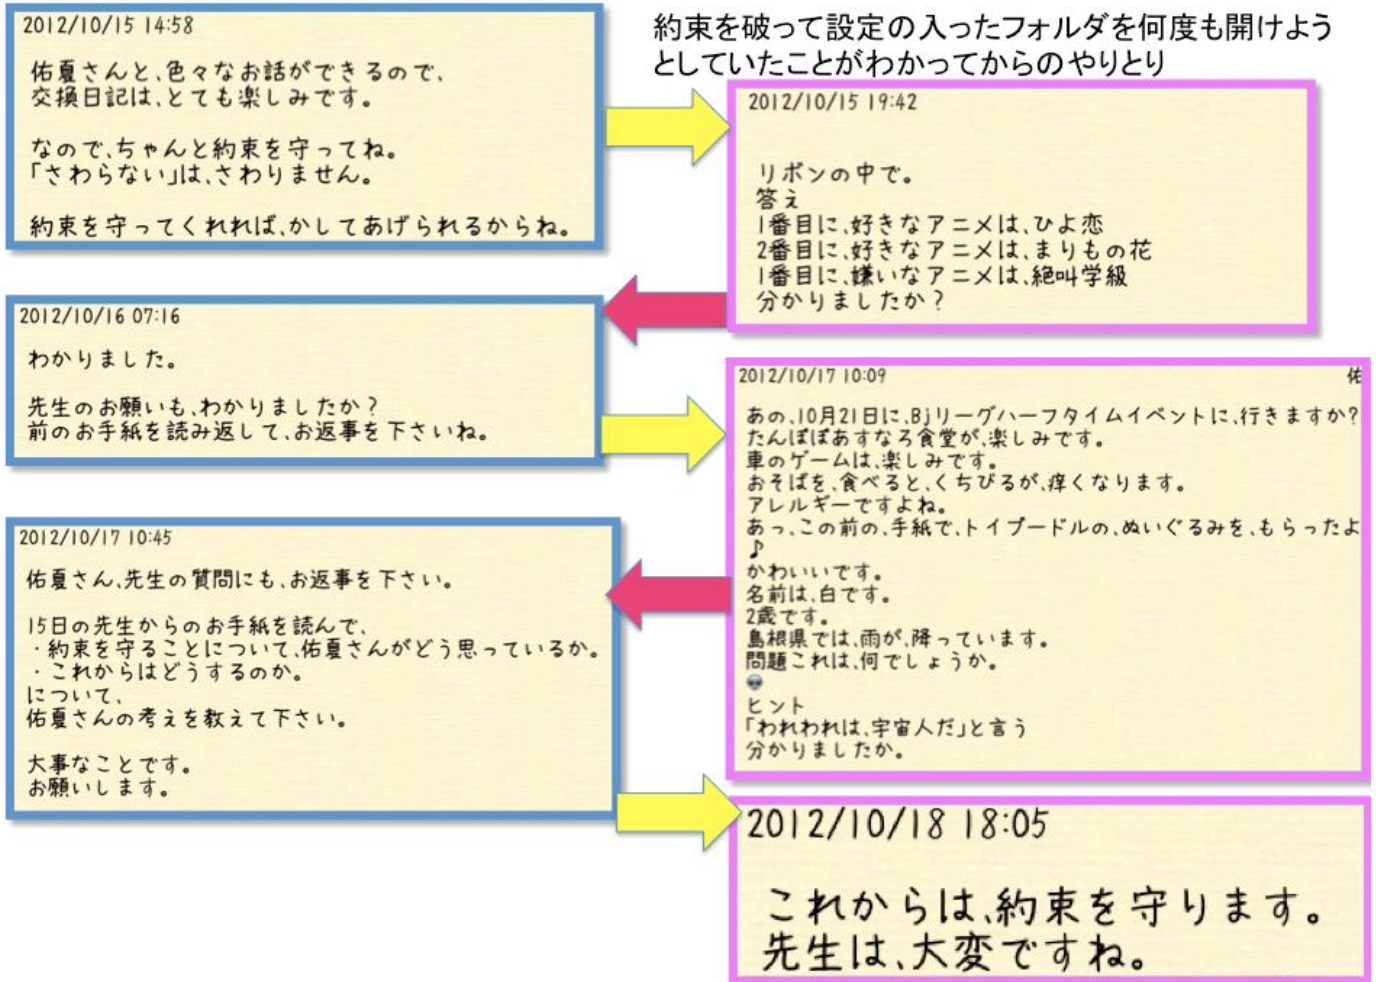 2012/10/15 14:58
佑夏さんと、色々なお話ができるので、
交換日記は、とても楽しみです。
なので、ちゃんと約束を守ってね。
「さわらない」は、さわりません。
約束を守ってくれれば、かしてあげられるからね。
約束を破って設定の入ったフォルダを何度も開けよう
としていたことがわかってからのやりとり
2012/10/15 19:42
リボンの中で。
答え
1番目に、好きなアニメは、ひよ恋
2番目に、好きなアニメは、まりもの花
1番目に、嫌いなアニメは、絶叫学級
分かりましたか?
2012/10/16 07:16
わかりました。
先生のお願いも、わかりましたか?
前のお手紙を読み返して、お返事を下さいね。
2012/10/17 10:09 佑
あの、10月21日に、Bjリーグハーフタイムイベントに、行きますか?
たんぽぽあすなろ食堂が、楽しみです。
車のゲームは、楽しみです。
おそばを、食べると、くちびるが、痒くなります。
アレルギーですよね。
あっ、この前の、手紙で、トイプードルの、ぬいぐるみを、もらったよ
♪
かわいいです。
名前は、白です。
2歳です。
島根県では、雨が、降っています。
問題これは、何でしょうか。
👽
ヒント
「われわれは、宇宙人だ」と言う
分かりましたか。
2012/10/17 10:45
佑夏さん、先生の質問にも、お返事を下さい。
15日の先生からのお手紙を読んで、
・約束を守ることについて、佑夏さんがどう思っているか。
・これからはどうするのか。
について、
佑夏さんの考えを教えて下さい。
大事なことです。
お願いします。
2012/10/18 18:05
これからは、約束を守ります。
先生は、大変ですね。